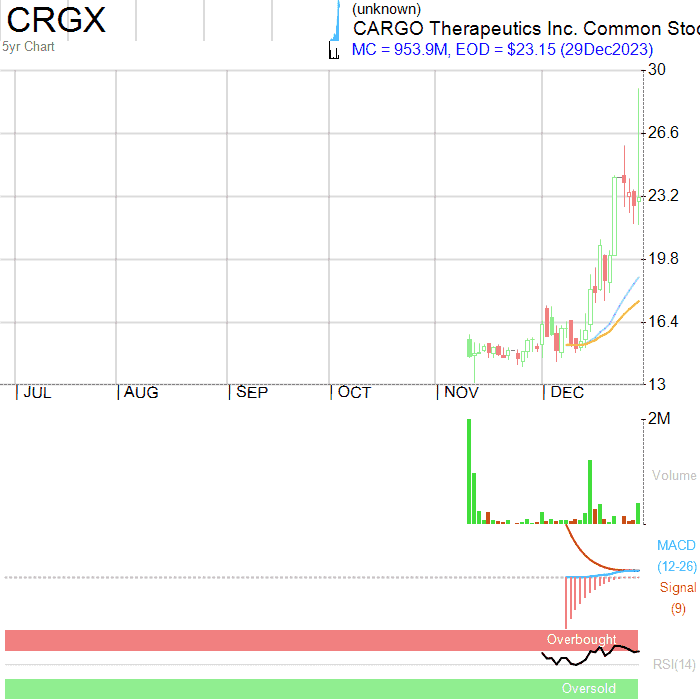 CRGX
(unknown)
CARGO Therapeutics Inc. Common Stoc
5yr Chart
MC = 953.9M, EOD = $23.15 (29Dec2023)
30
26.6
23.2
19.8
16.4
13
JUL AUG SEP OCT NOV DEC
2M
Volume
MACD
(12-26)
Signal
(9)
Overbought
RSI(14)
Oversold